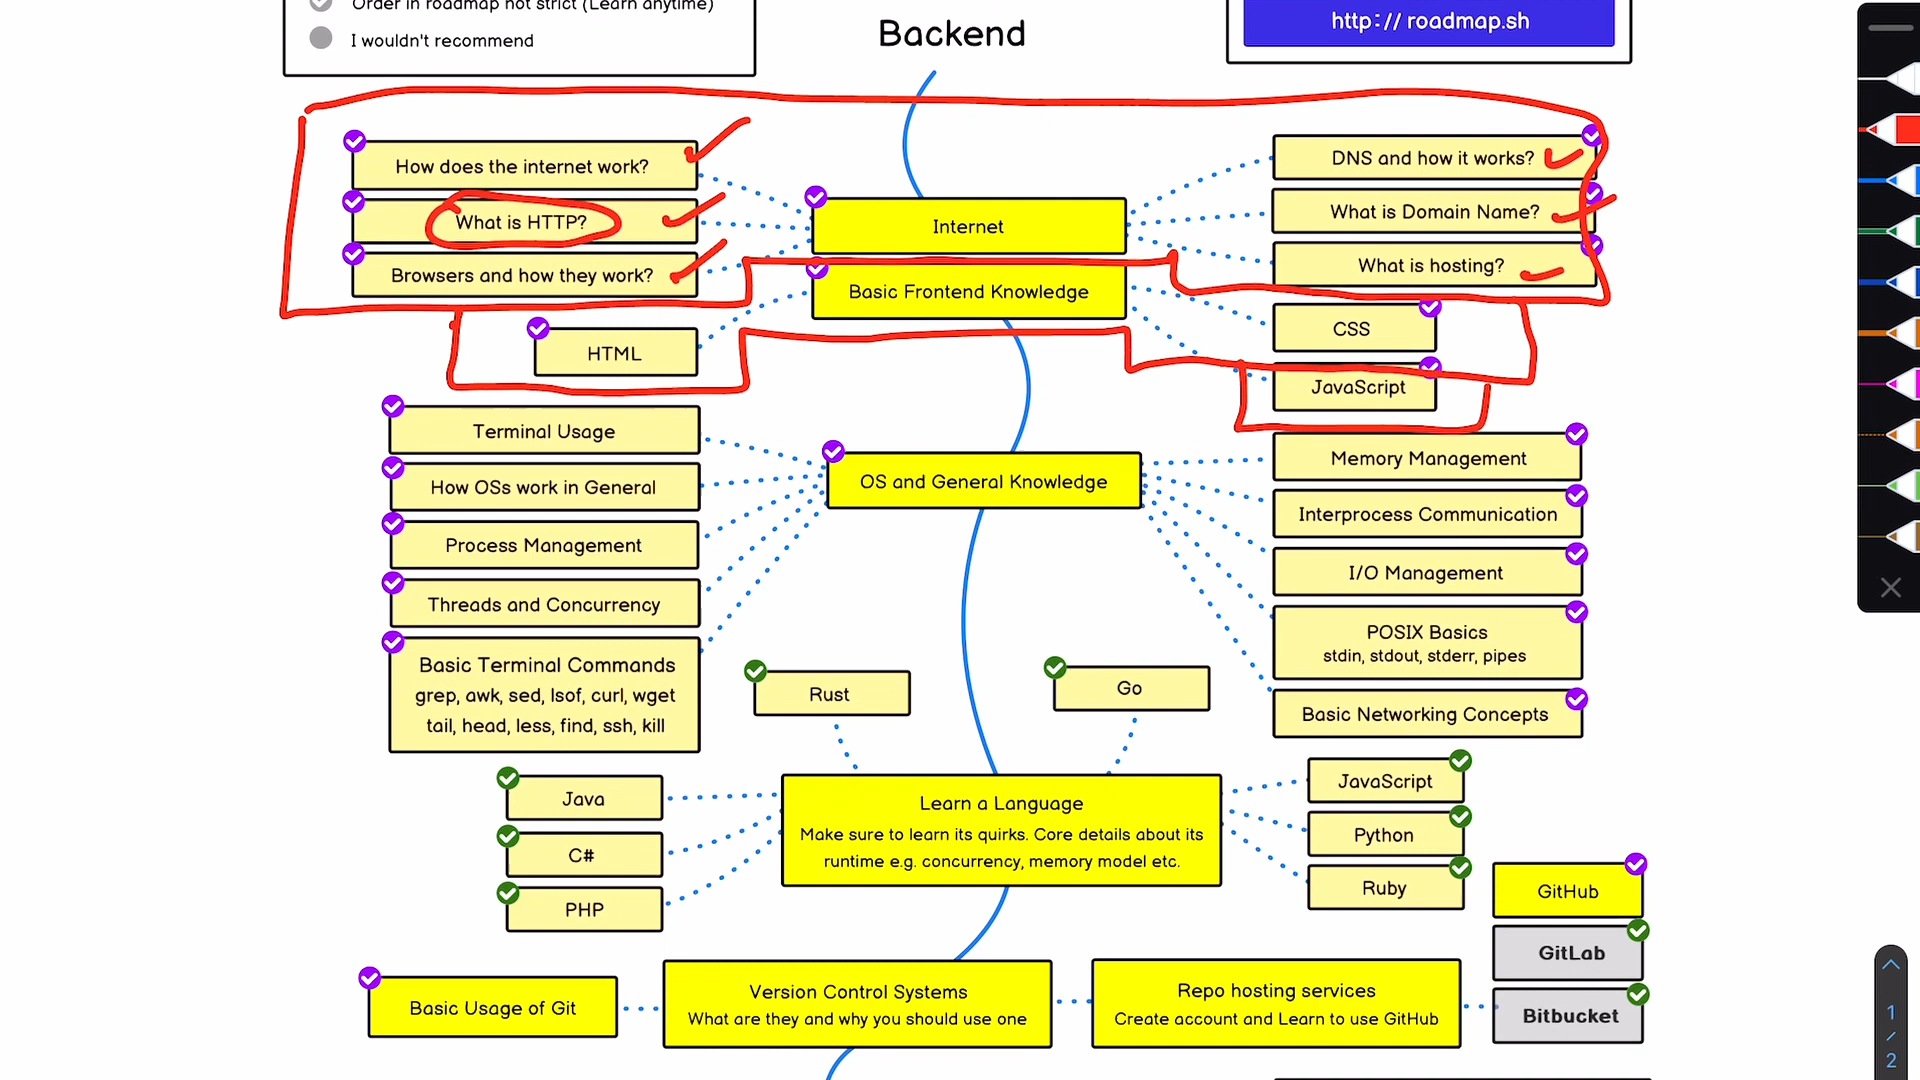 Order in roadmap not strict (Learn anytime)
I wouldn't recommend
Backend
http://roadmap.sh
How does the internet work?
What is HTTP?
Browsers and how they work?
Internet
DNS and how it works?
What is Domain Name?
What is hosting?
Basic Frontend Knowledge
HTML
CSS
JavaScript
Terminal Usage
How OSs work in General
Process Management
Threads and Concurrency
Basic Terminal Commands
grep, awk, sed, lsof, curl, wget
tail, head, less, find, ssh, kill
OS and General Knowledge
Memory Management
Interprocess Communication
I/O Management
POSIX Basics
stdin, stdout, stderr, pipes
Basic Networking Concepts
Rust
Go
Java
C#
PHP
Learn a Language
Make sure to learn its quirks. Core details about its
runtime e.g. concurrency, memory model etc.
JavaScript
Python
Ruby
GitHub
GitLab
Bitbucket
Basic Usage of Git
Version Control Systems
What are they and why you should use one
Repo hosting services
Create account and Learn to use GitHub
1
/
2